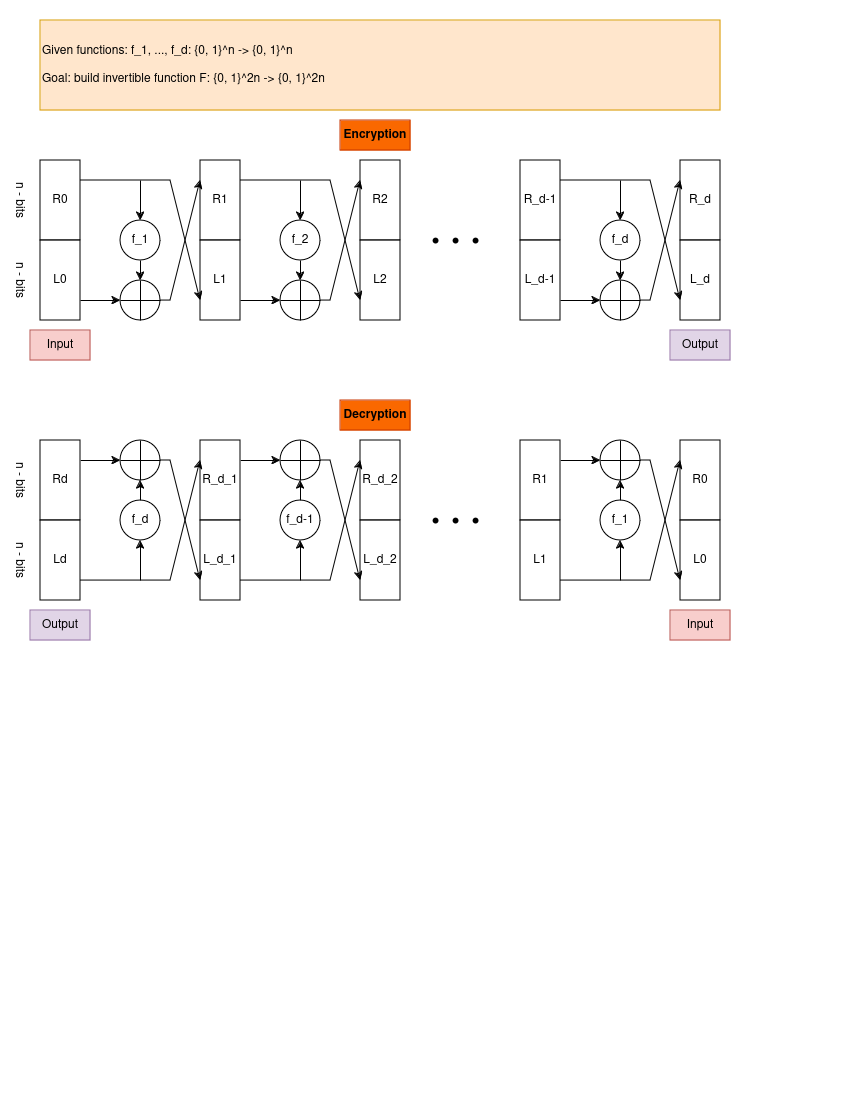 Given functions: f_1, ..., f_d: {0, 1}^n -> {0, 1}^n
Goal: build invertible function F: {0, 1}^2n -> {0, 1}^2n
Encryption
n - bits
n - bits
R0
L0
f_1
R1
L1
f_2
R2
L2
• • •
R_d-1
L_d-1
f_d
R_d
L_d
Input
Output
Decryption
n - bits
n - bits
Rd
Ld
f_d
R_d_1
L_d_1
f_d-1
R_d_2
L_d_2
• • •
R1
L1
f_1
R0
L0
Output
Input